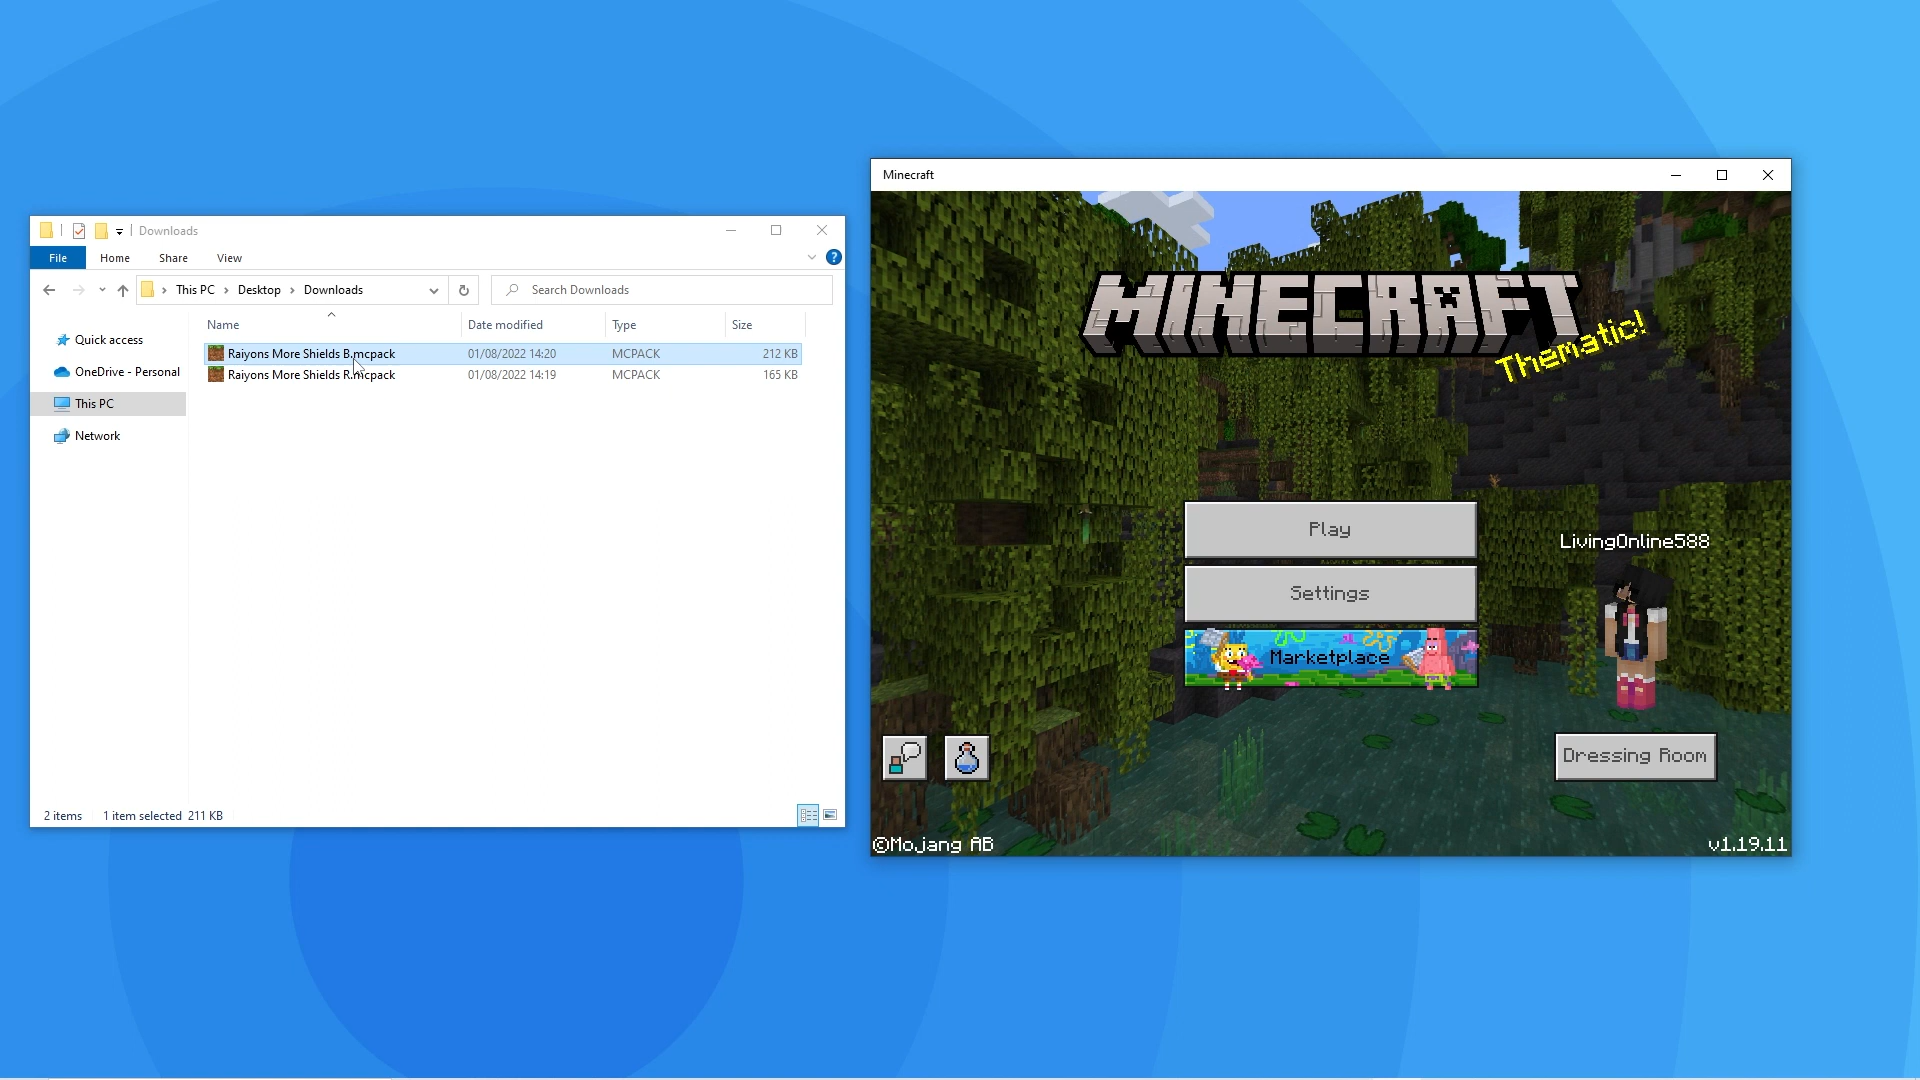 Downloads
File Home Share View
This PC > Desktop > Downloads
Search Downloads
Name Date modified Type Size
Quick access
OneDrive - Personal
This PC
Network
Raiyons More Shields B.mcpack 01/08/2022 14:20 MCPACK 212 KB
Raiyons More Shields R.mcpack 01/08/2022 14:19 MCPACK 165 KB
2 items 1 item selected 211 KB
Minecraft
MINECRAFT
Thematic!
Play
Settings
Marketplace
LivingOnline588
Dressing Room
©Mojang AB
v1.19.11